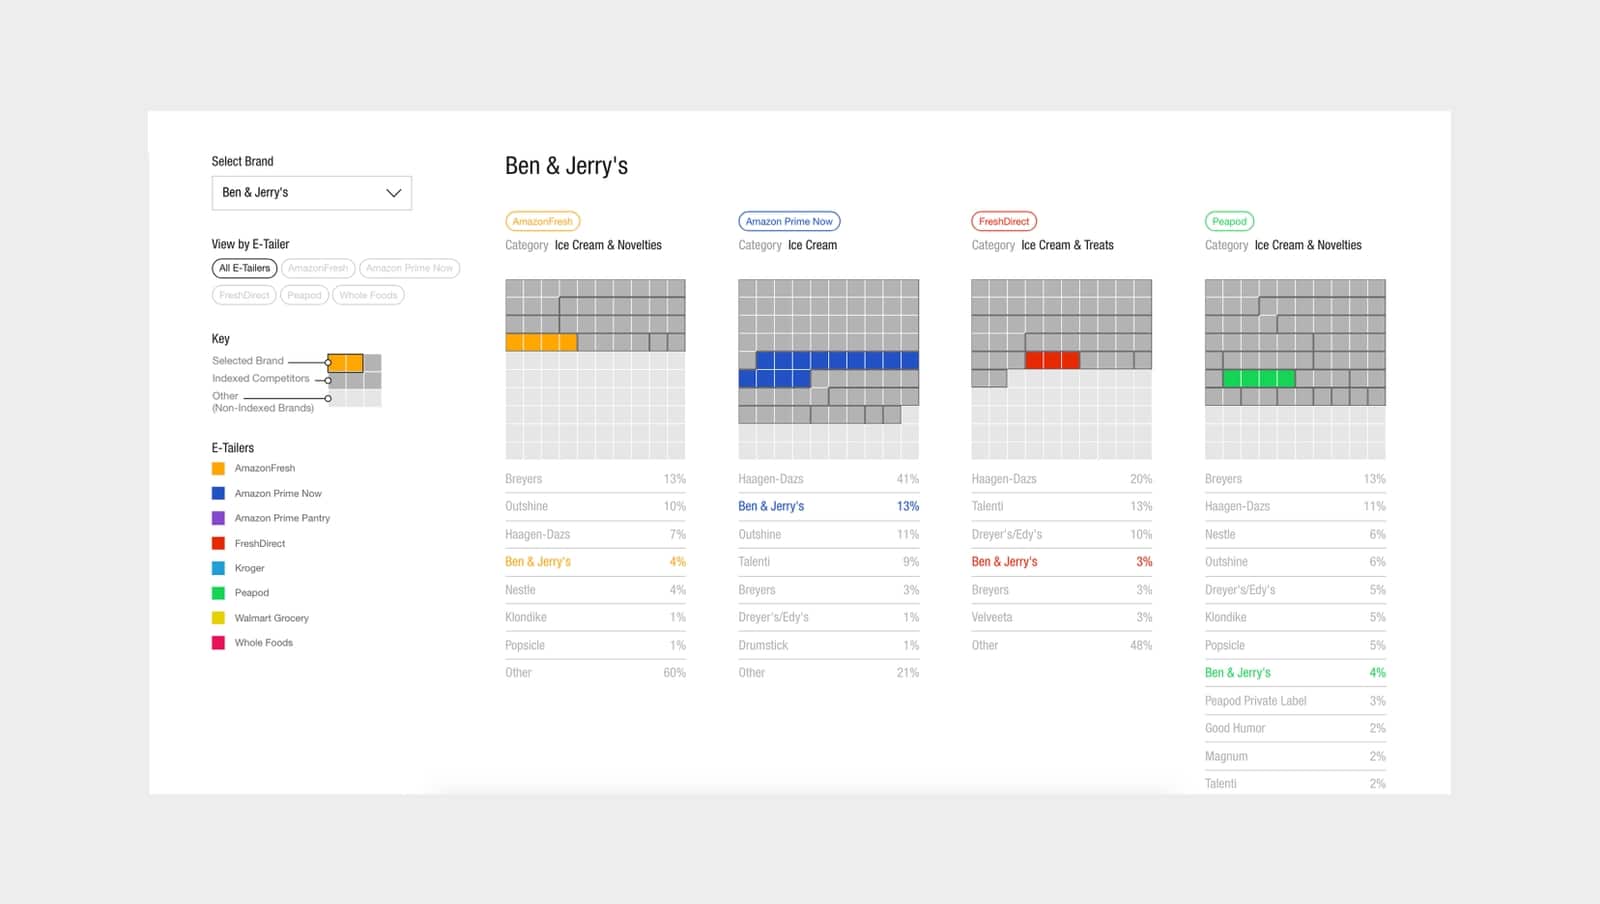 Select Brand
Ben & Jerry's
View by E-Tailer
All E-Tailers AmazonFresh Amazon Prime Now
FreshDirect Peapod Whole Foods
Key
Selected Brand
Indexed Competitors
Other
(Non-Indexed Brands)
E-Tailers
AmazonFresh
Amazon Prime Now
Amazon Prime Pantry
FreshDirect
Kroger
Peapod
Walmart Grocery
Whole Foods
Ben & Jerry's
AmazonFresh
Category Ice Cream & Novelties
Breyers 13%
Outshine 10%
Haagen-Dazs 7%
Ben & Jerry's 4%
Nestle 4%
Klondike 1%
Popsicle 1%
Other 60%
Amazon Prime Now
Category Ice Cream
Haagen-Dazs 41%
Ben & Jerry's 13%
Outshine 11%
Talenti 9%
Breyers 3%
Dreyer's/Edy's 1%
Drumstick 1%
Other 21%
FreshDirect
Category Ice Cream & Treats
Haagen-Dazs 20%
Talenti 13%
Dreyer's/Edy's 10%
Ben & Jerry's 3%
Breyers 3%
Velveeta 3%
Other 48%
Peapod
Category Ice Cream & Novelties
Breyers 13%
Haagen-Dazs 11%
Nestle 6%
Outshine 6%
Dreyer's/Edy's 5%
Klondike 5%
Popsicle 5%
Ben & Jerry's 4%
Peapod Private Label 3%
Good Humor 2%
Magnum 2%
Talenti 2%